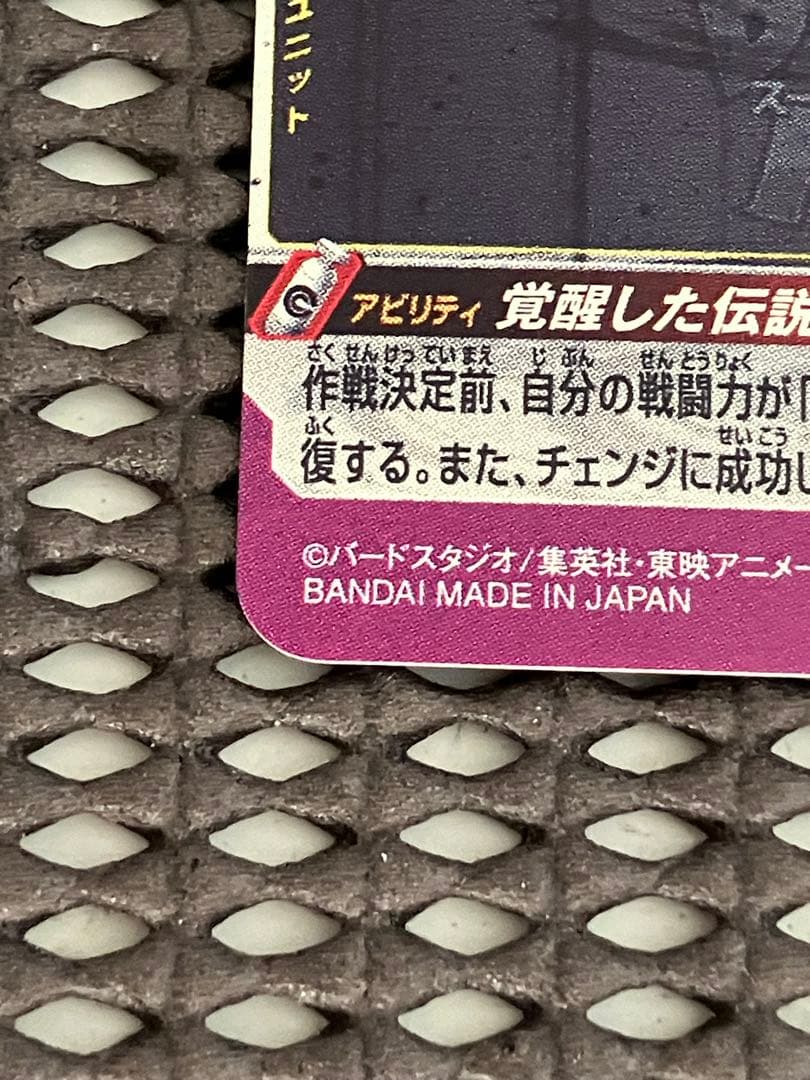 ユニット
スー
アビリティ 覚醒した伝説
さくせんけっていまえ じぶん せんとうりょく
作戦決定前、自分の戦闘力が「
ふく せいこう
復する。また、チェンジに成功し
©バードスタジオ/集英社・東映アニメー
BANDAI MADE IN JAPAN